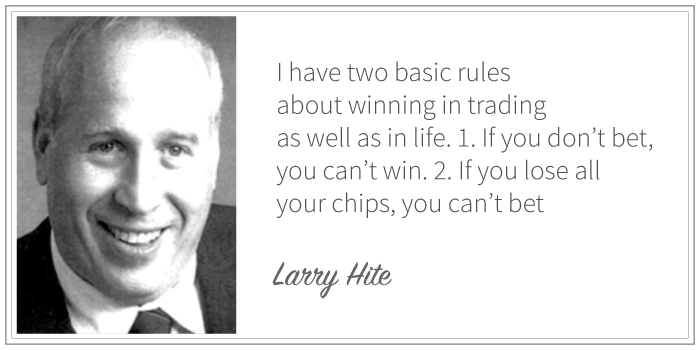 I have two basic rules
about winning in trading
as well as in life. 1. If you don’t bet,
you can’t win. 2. If you lose all
your chips, you can’t bet
Larry Hite